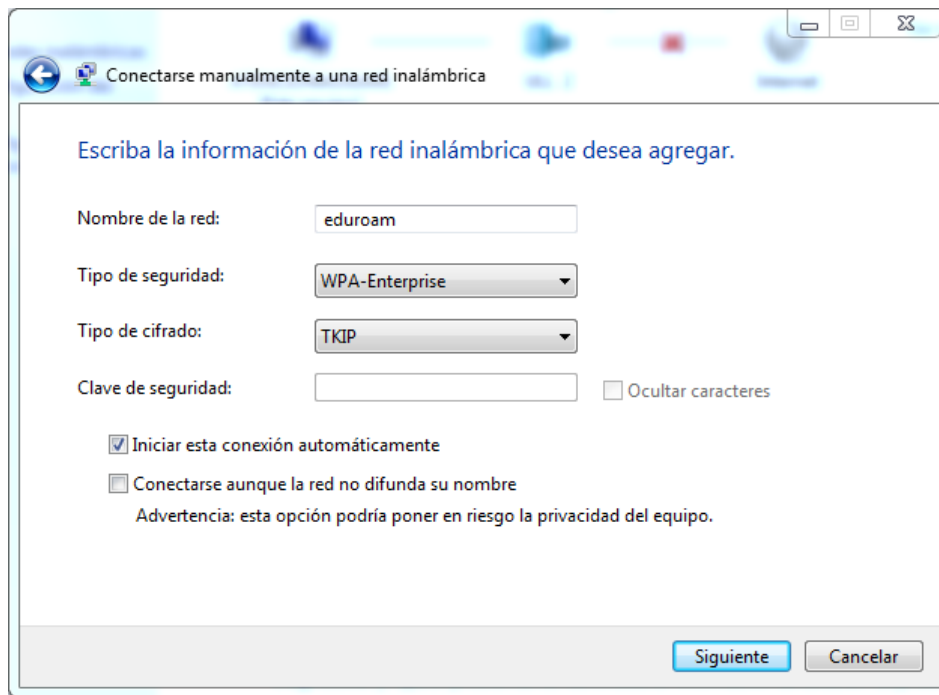 Conectarse manualmente a una red inalámbrica
Escriba la información de la red inalámbrica que desea agregar.
Nombre de la red: eduroam
Tipo de seguridad: WPA-Enterprise
Tipo de cifrado: TKIP
Clave de seguridad: Ocultar caracteres
Iniciar esta conexión automáticamente
Conectarse aunque la red no difunda su nombre
Advertencia: esta opción podría poner en riesgo la privacidad del equipo.
Siguiente Cancelar